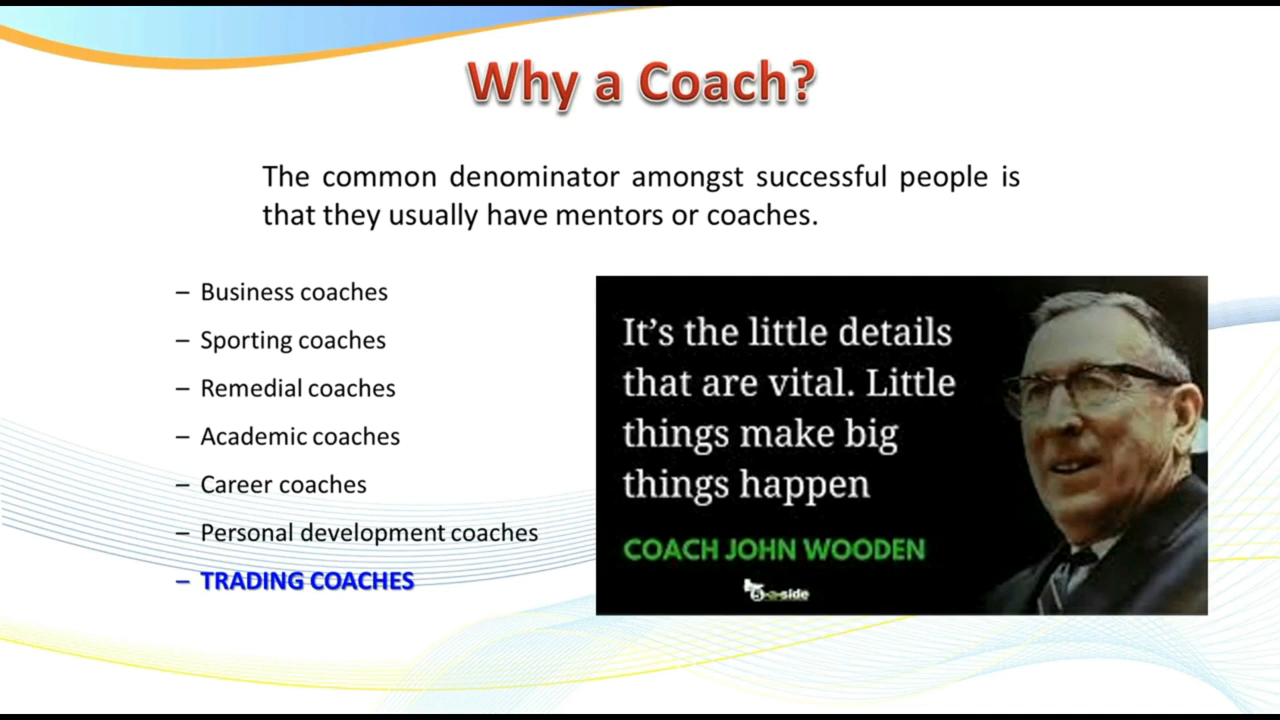 Why a Coach?
The common denominator amongst successful people is
that they usually have mentors or coaches.
– Business coaches
– Sporting coaches
– Remedial coaches
– Academic coaches
– Career coaches
– Personal development coaches
– TRADING COACHES
It’s the little details
that are vital. Little
things make big
things happen
COACH JOHN WOODEN
5-a-side